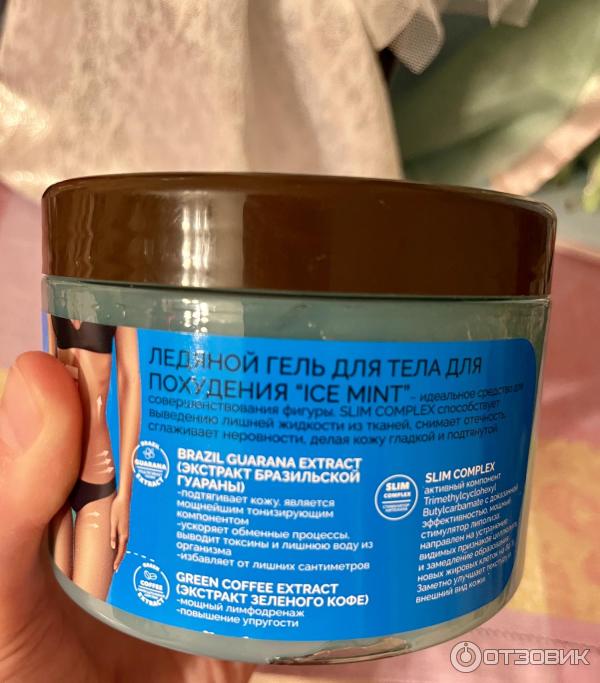 ЛЕДЯНОЙ ГЕЛЬ ДЛЯ ТЕЛА ДЛЯ
ПОХУДЕНИЯ “ICE MINT” - идеальное средство для
совершенствования фигуры. SLIM COMPLEX способствует
выведению лишней жидкости из тканей, снимает отечность,
сглаживает неровности, делая кожу гладкой и подтянутой.
BRAZIL
GUARANA
EXTRACT
BRAZIL GUARANA EXTRACT
(ЭКСТРАКТ БРАЗИЛЬСКОЙ
ГУАРАНЫ)
-подтягивает кожу, является
мощнейшим тонизирующим
компонентом
-ускоряет обменные процессы,
выводит токсины и лишнюю воду из
организма
-избавляет от лишних сантиметров
COFFEE
EXTRACT
GREEN COFFEE EXTRACT
(ЭКСТРАКТ ЗЕЛЕНОГО КОФЕ)
-мощный лимфодренаж
-повышение упругости
SLIM
COMPLEX
SLIM COMPLEX
активный компонент
Trimethylcyclohexyl
Butylcarbamate с доказанной
эффективностью, мощный
стимулятор липолиза,
направлен на устранение
видимых признаков целлюлита
и замедление образования
новых жировых клеток на
Заметно улучшает текстуру и
внешний вид кожи
ОТЗОВИК